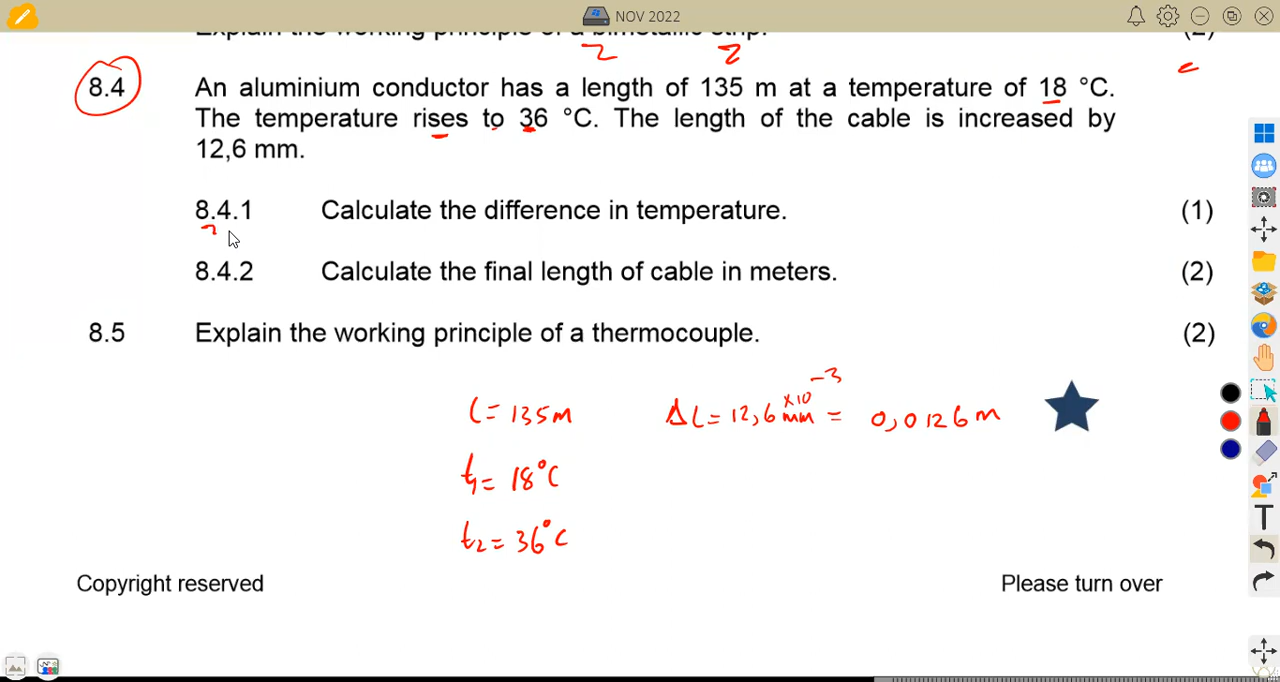 NOV 2022
Explain the working principle of a bimetallic strip. (2)
8.4 An aluminium conductor has a length of 135 m at a temperature of 18 °C.
The temperature rises to 36 °C. The length of the cable is increased by
12,6 mm.
8.4.1 Calculate the difference in temperature. (1)
8.4.2 Calculate the final length of cable in meters. (2)
8.5 Explain the working principle of a thermocouple. (2)
l = 135m ΔL = 12,6 mm ×10⁻³ = 0,0126 m
t₁ = 18°C
t₂ = 36°C
Copyright reserved Please turn over